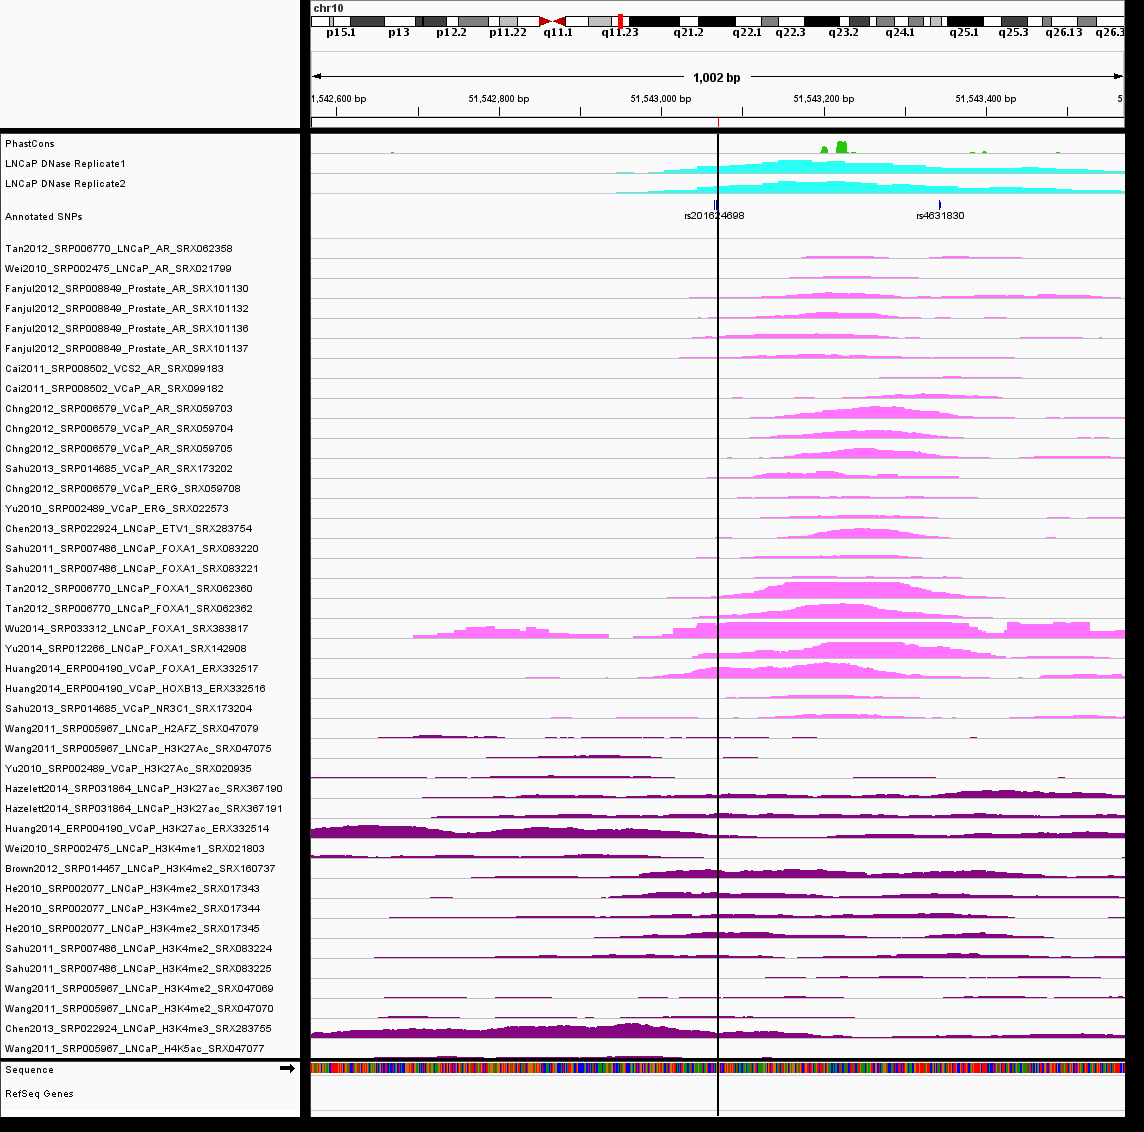 chr10
p15.1 p13 p12.2 p11.22 q11.1 q11.23 q21.2 q22.1 q22.3 q23.2 q24.1 q25.1 q25.3 q26.13 q26.3
1,002 bp
1,542,600 bp 51,542,800 bp 51,543,000 bp 51,543,200 bp 51,543,400 bp 5
PhastCons
LNCaP DNase Replicate1
LNCaP DNase Replicate2
Annotated SNPs
rs201624698 rs4631830
Tan2012_SRP006770_LNCaP_AR_SRX062358
Wei2010_SRP002475_LNCaP_AR_SRX021799
Fanjul2012_SRP008849_Prostate_AR_SRX101130
Fanjul2012_SRP008849_Prostate_AR_SRX101132
Fanjul2012_SRP008849_Prostate_AR_SRX101136
Fanjul2012_SRP008849_Prostate_AR_SRX101137
Cai2011_SRP008502_VCS2_AR_SRX099183
Cai2011_SRP008502_VCaP_AR_SRX099182
Chng2012_SRP006579_VCaP_AR_SRX059703
Chng2012_SRP006579_VCaP_AR_SRX059704
Chng2012_SRP006579_VCaP_AR_SRX059705
Sahu2013_SRP014685_VCaP_AR_SRX173202
Chng2012_SRP006579_VCaP_ERG_SRX059708
Yu2010_SRP002489_VCaP_ERG_SRX022573
Chen2013_SRP022924_LNCaP_ETV1_SRX283754
Sahu2011_SRP007486_LNCaP_FOXA1_SRX083220
Sahu2011_SRP007486_LNCaP_FOXA1_SRX083221
Tan2012_SRP006770_LNCaP_FOXA1_SRX062360
Tan2012_SRP006770_LNCaP_FOXA1_SRX062362
Wu2014_SRP033312_LNCaP_FOXA1_SRX383817
Yu2014_SRP012266_LNCaP_FOXA1_SRX142908
Huang2014_ERP004190_VCaP_FOXA1_ERX332517
Huang2014_ERP004190_VCaP_HOXB13_ERX332516
Sahu2013_SRP014685_VCaP_NR3C1_SRX173204
Wang2011_SRP005967_LNCaP_H2AFZ_SRX047079
Wang2011_SRP005967_LNCaP_H3K27Ac_SRX047075
Yu2010_SRP002489_VCaP_H3K27Ac_SRX020935
Hazelett2014_SRP031864_LNCaP_H3K27ac_SRX367190
Hazelett2014_SRP031864_LNCaP_H3K27ac_SRX367191
Huang2014_ERP004190_VCaP_H3K27ac_ERX332514
Wei2010_SRP002475_LNCaP_H3K4me1_SRX021803
Brown2012_SRP014457_LNCaP_H3K4me2_SRX160737
He2010_SRP002077_LNCaP_H3K4me2_SRX017343
He2010_SRP002077_LNCaP_H3K4me2_SRX017344
He2010_SRP002077_LNCaP_H3K4me2_SRX017345
Sahu2011_SRP007486_LNCaP_H3K4me2_SRX083224
Sahu2011_SRP007486_LNCaP_H3K4me2_SRX083225
Wang2011_SRP005967_LNCaP_H3K4me2_SRX047069
Wang2011_SRP005967_LNCaP_H3K4me2_SRX047070
Chen2013_SRP022924_LNCaP_H3K4me3_SRX283755
Wang2011_SRP005967_LNCaP_H4K5ac_SRX047077
Sequence
RefSeq Genes